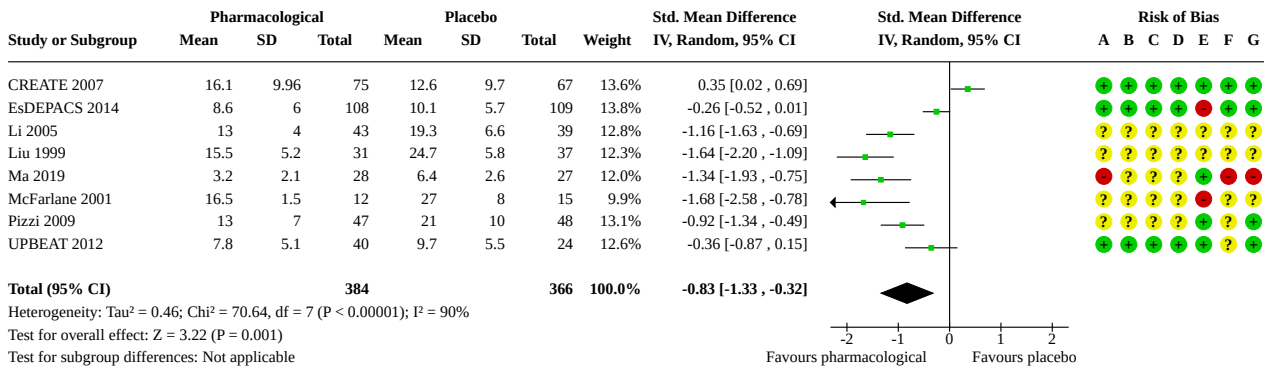 Pharmacological Placebo Std. Mean Difference Std. Mean Difference Risk of Bias
Study or Subgroup Mean SD Total Mean SD Total Weight IV, Random, 95% CI IV, Random, 95% CI A B C D E F G
CREATE 2007 16.1 9.96 75 12.6 9.7 67 13.6% 0.35 [0.02 , 0.69] + + + + + + +
EsDEPACS 2014 8.6 6 108 10.1 5.7 109 13.8% -0.26 [-0.52 , 0.01] + + + + - + +
Li 2005 13 4 43 19.3 6.6 39 12.8% -1.16 [-1.63 , -0.69] ? ? ? ? ? ? ?
Liu 1999 15.5 5.2 31 24.7 5.8 37 12.3% -1.64 [-2.20 , -1.09] ? ? ? ? ? ? ?
Ma 2019 3.2 2.1 28 6.4 2.6 27 12.0% -1.34 [-1.93 , -0.75] - ? ? ? + - -
McFarlane 2001 16.5 1.5 12 27 8 15 9.9% -1.68 [-2.58 , -0.78] ? ? ? ? - ? ?
Pizzi 2009 13 7 47 21 10 48 13.1% -0.92 [-1.34 , -0.49] ? ? ? ? + ? +
UPBEAT 2012 7.8 5.1 40 9.7 5.5 24 12.6% -0.36 [-0.87 , 0.15] + + + + + ? +
Total (95% CI) 384 366 100.0% -0.83 [-1.33 , -0.32]
Heterogeneity: Tau² = 0.46; Chi² = 70.64, df = 7 (P < 0.00001); I² = 90%
Test for overall effect: Z = 3.22 (P = 0.001)
Test for subgroup differences: Not applicable
-2 -1 0 1 2
Favours pharmacological Favours placebo